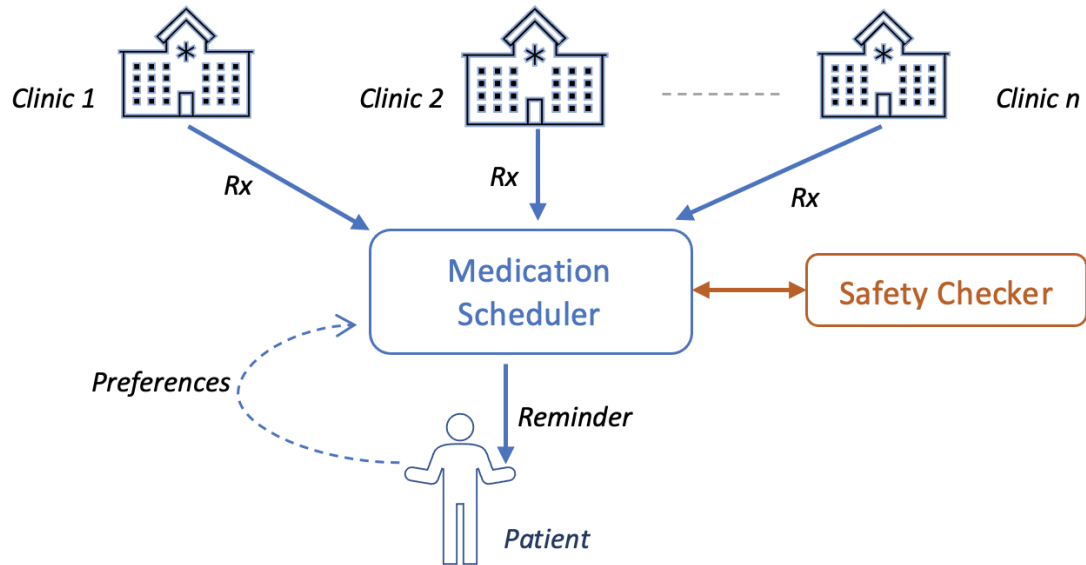 Clinic 1
Clinic 2
Clinic n
Rx
Rx
Rx
Medication
Scheduler
Safety Checker
Preferences
Reminder
Patient